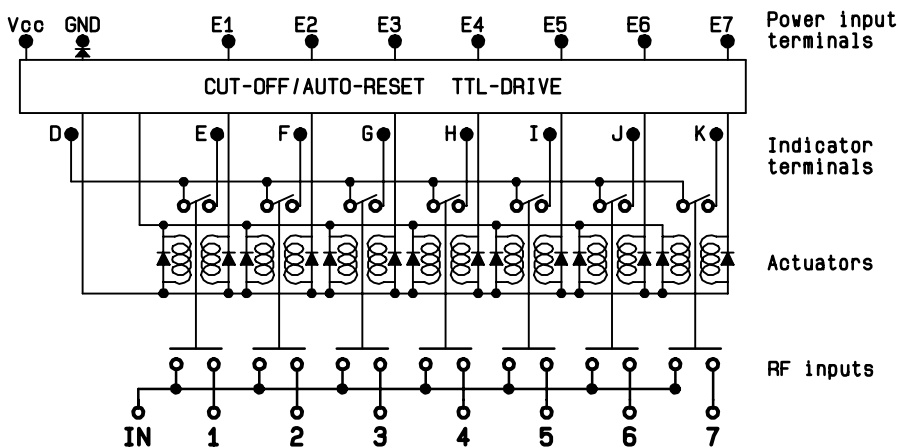 Vcc GND E1 E2 E3 E4 E5 E6 E7 Power input terminals
CUT-OFF/AUTO-RESET TTL-DRIVE
D E F G H I J K Indicator terminals
Actuators
RF inputs
IN 1 2 3 4 5 6 7